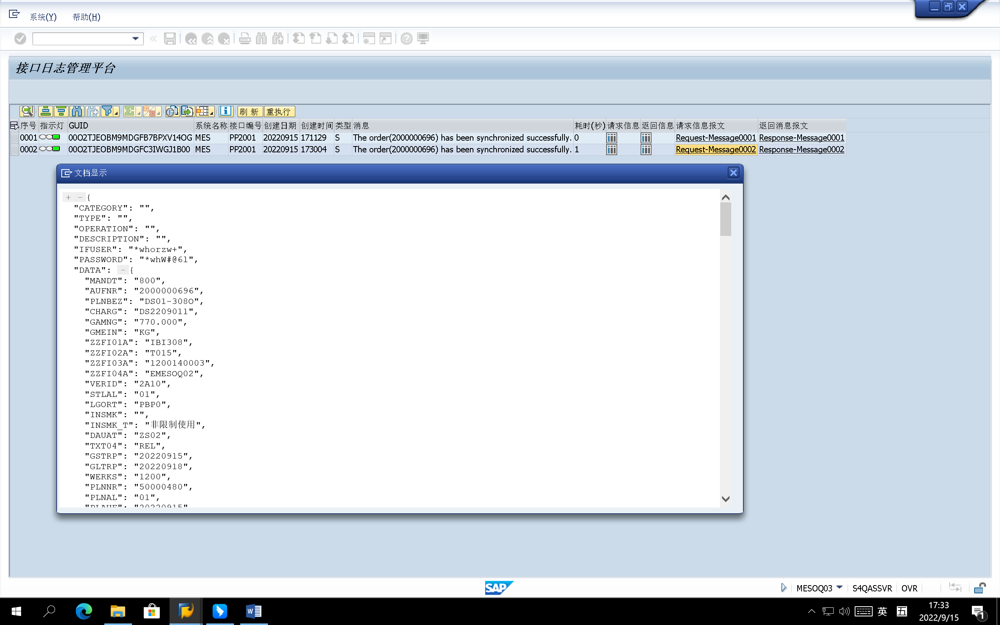 系统(Y) 帮助(H)
接口日志管理平台
刷 新 重执行
序号 指示灯 GUID 系统名称 接口编号 创建日期 创建时间 类型 消息 耗时(秒) 请求信息 返回信息 请求信息报文 返回消息报文
0001 00O2TJEOBM9MDGFB7BPXV14OG MES PP2001 20220915 171129 S The order(2000000696) has been synchronized successfully. 0 Request-Message0001 Response-Message0001
0002 00O2TJEOBM9MDGFC3IWGJ1B00 MES PP2001 20220915 173004 S The order(2000000696) has been synchronized successfully. 1 Request-Message0002 Response-Message0002
文档显示
+ - {
"CATEGORY": "",
"TYPE": "",
"OPERATION": "",
"DESCRIPTION": "",
"IFUSER": "*whorzw+",
"PASSWORD": "*whW#@6l",
"DATA": - {
"MANDT": "800",
"AUFNR": "2000000696",
"PLNBEZ": "DS01-308O",
"CHARG": "DS2209011",
"GAMNG": "770.000",
"GMEIN": "KG",
"ZZFI01A": "IBI308",
"ZZFI02A": "T015",
"ZZFI03A": "1200140003",
"ZZFI04A": "EMESOQ02",
"VERID": "2A10",
"STLAL": "01",
"LGORT": "PBP0",
"INSMK": "",
"INSMK_T": "非限制使用",
"DAUAT": "ZS02",
"TXT04": "REL",
"GSTRP": "20220915",
"GLTRP": "20220918",
"WERKS": "1200",
"PLNNR": "50000480",
"PLNAL": "01",
SAP
MESOQ03 S4QASSVR OVR
英 五 17:33
2022/9/15 1